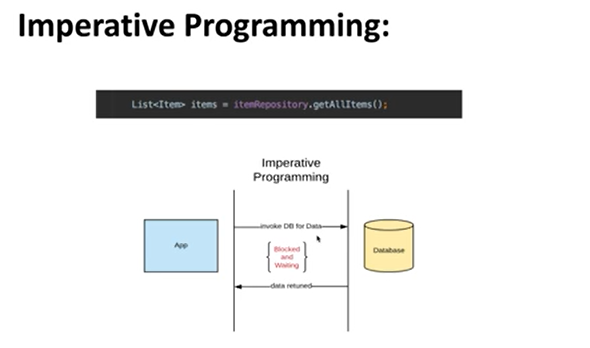 Imperative Programming:
List<Item> items = itemRepository.getAllItems();
Imperative
Programming
invoke DB for Data
App
Blocked
and
Waiting
Database
data retuned